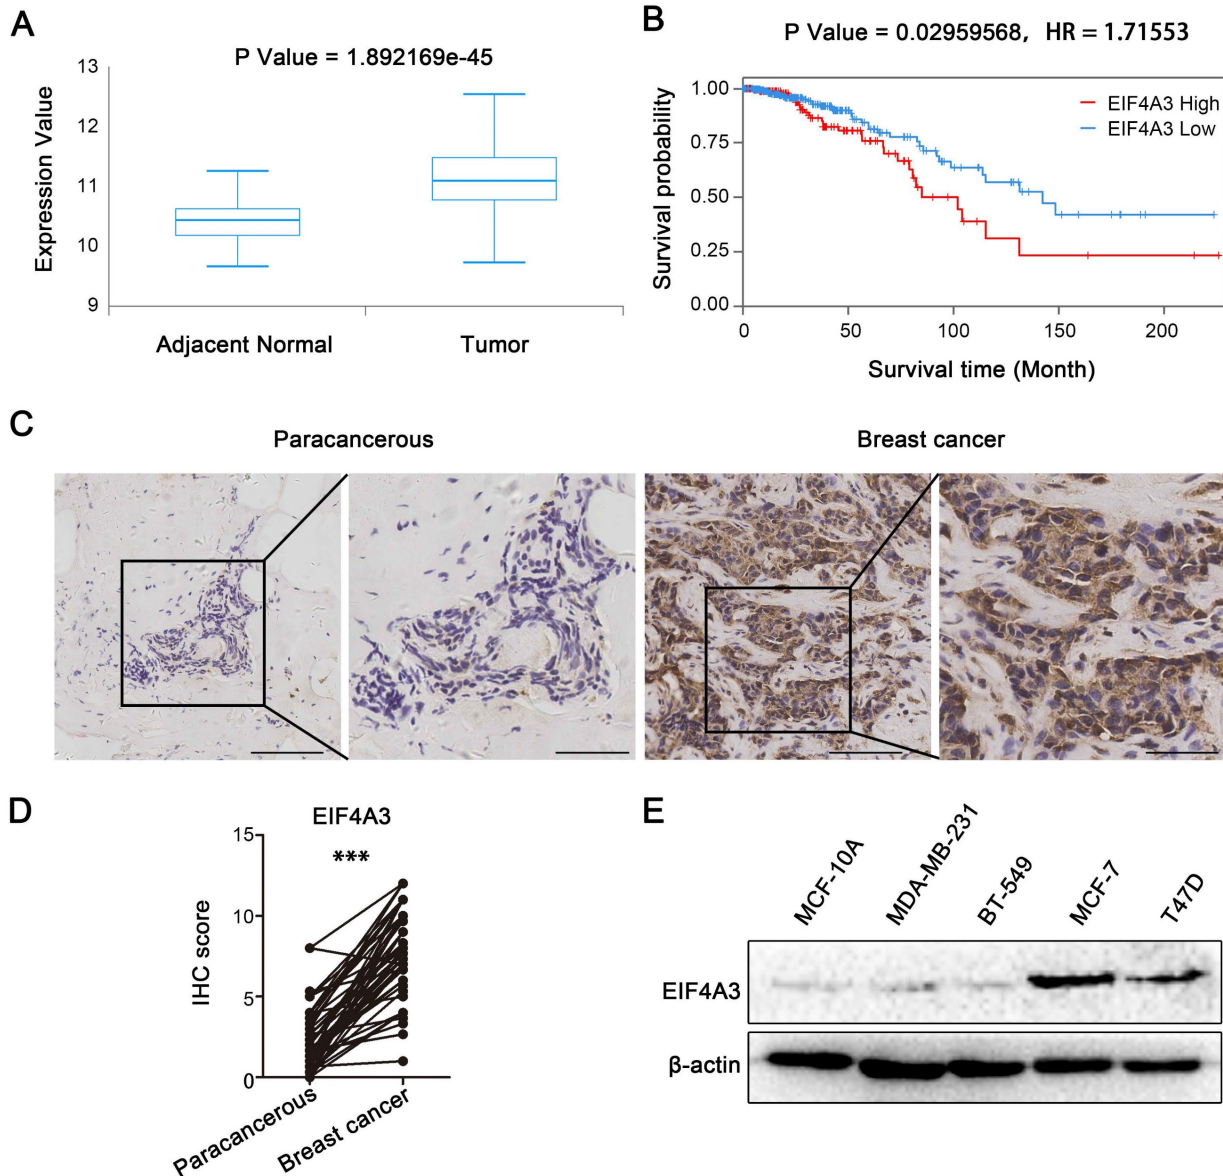 A
P Value = 1.892169e-45
Expression Value
13
12
11
10
9
Adjacent Normal
Tumor
B
P Value = 0.02959568, HR = 1.71553
Survival probability
1.00
0.75
0.50
0.25
0.00
EIF4A3 High
EIF4A3 Low
0
50
100
150
200
Survival time (Month)
C
Paracancerous
Breast cancer
D
EIF4A3
***
IHC score
15
10
5
0
Paracancerous
Breast cancer
E
MCF-10A
MDA-MB-231
BT-549
MCF-7
T47D
EIF4A3
β-actin